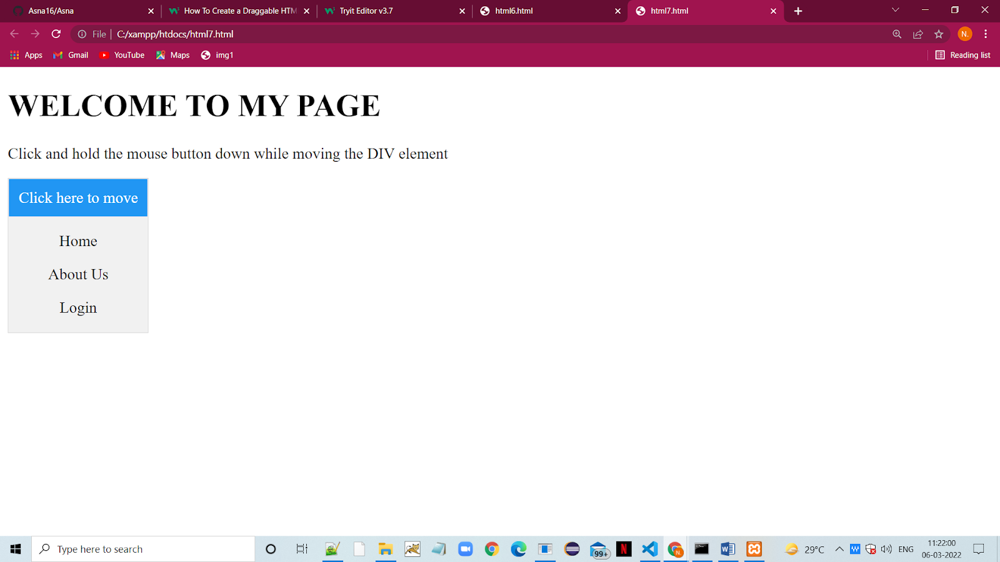 Asna16/Asna
How To Create a Draggable HTM
Tryit Editor v3.7
html6.html
html7.html
File | C:/xampp/htdocs/html7.html
N.
Apps
Gmail
YouTube
Maps
img1
Reading list
WELCOME TO MY PAGE
Click and hold the mouse button down while moving the DIV element
Click here to move
Home
About Us
Login
Type here to search
99+
N
N.
29°C
ENG
11:22:00
06-03-2022